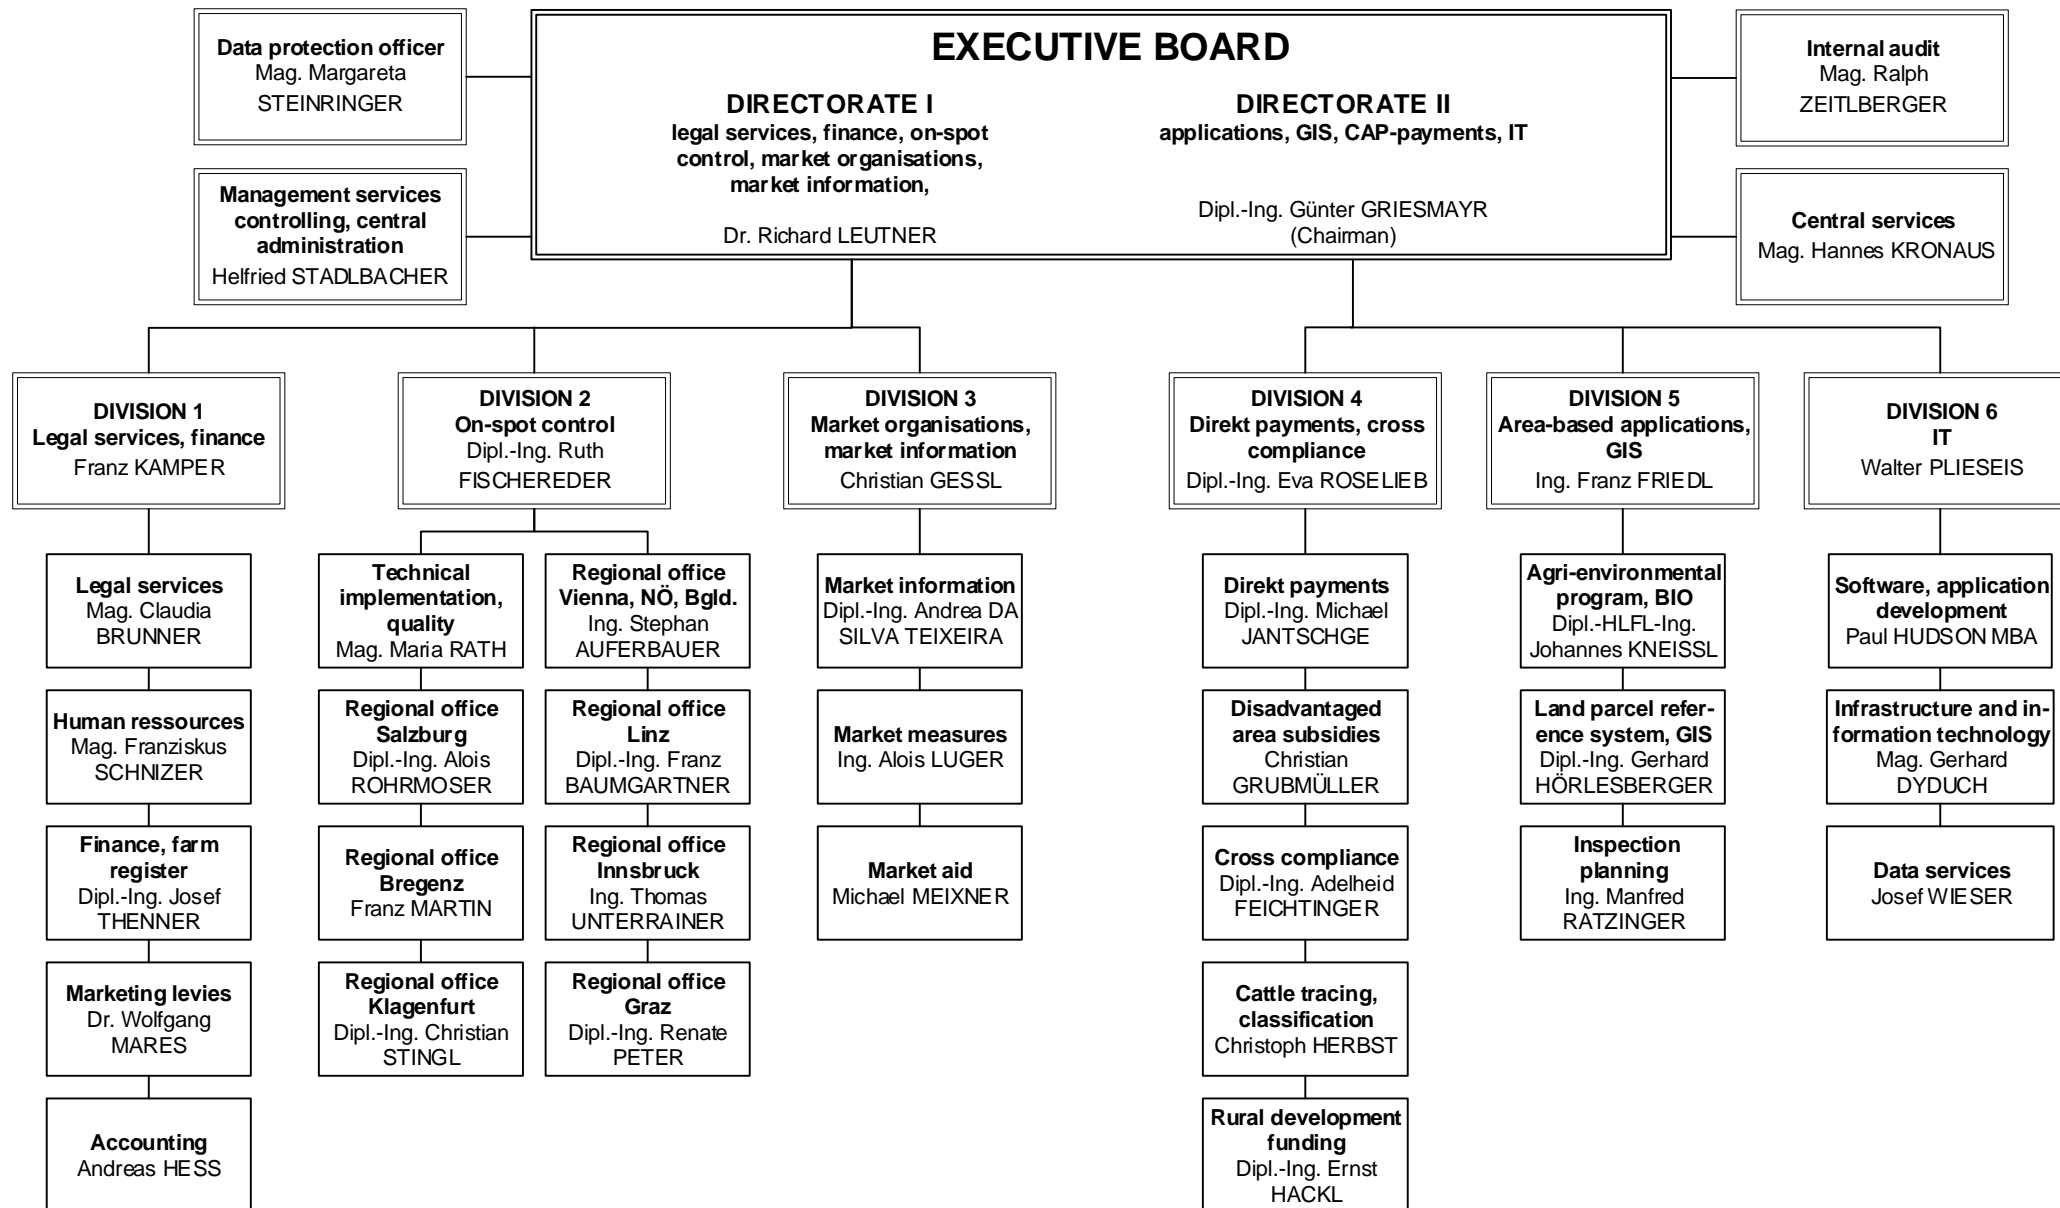 Data protection officer
Mag. Margareta
STEINRINGER
Management services
controlling, central
administration
Helfried STADLBACHER
EXECUTIVE BOARD
DIRECTORATE I
legal services, finance, on-spot
control, market organisations,
market information,
Dr. Richard LEUTNER
DIRECTORATE II
applications, GIS, CAP-payments, IT
Dipl.-Ing. Günter GRIESMAYR
(Chairman)
Internal audit
Mag. Ralph
ZEITLBERGER
Central services
Mag. Hannes KRONAUS
DIVISION 1
Legal services, finance
Franz KAMPER
Legal services
Mag. Claudia
BRUNNER
Human ressources
Mag. Franziskus
SCHNIZER
Finance, farm
register
Dipl.-Ing. Josef
THENNER
Marketing levies
Dr. Wolfgang
MARES
Accounting
Andreas HESS
DIVISION 2
On-spot control
Dipl.-Ing. Ruth
FISCHEREDER
Technical
implementation,
quality
Mag. Maria RATH
Regional office
Salzburg
Dipl.-Ing. Alois
ROHRMOSER
Regional office
Bregenz
Franz MARTIN
Regional office
Klagenfurt
Dipl.-Ing. Christian
STINGL
Regional office
Vienna, NÖ, Bgld.
Ing. Stephan
AUFERBAUER
Regional office
Linz
Dipl.-Ing. Franz
BAUMGARTNER
Regional office
Innsbruck
Ing. Thomas
UNTERRAINER
Regional office
Graz
Dipl.-Ing. Renate
PETER
DIVISION 3
Market organisations,
market information
Christian GESSL
Market information
Dipl.-Ing. Andrea DA
SILVA TEIXEIRA
Market measures
Ing. Alois LUGER
Market aid
Michael MEIXNER
DIVISION 4
Direkt payments, cross
compliance
Dipl.-Ing. Eva ROSELIEB
Direkt payments
Dipl.-Ing. Michael
JANTSCHGE
Disadvantaged
area subsidies
Christian
GRUBMÜLLER
Cross compliance
Dipl.-Ing. Adelheid
FEICHTINGER
Cattle tracing,
classification
Christoph HERBST
Rural development
funding
Dipl.-Ing. Ernst
HACKL
DIVISION 5
Area-based applications,
GIS
Ing. Franz FRIEDL
Agri-environmental
program, BIO
Dipl.-HLFL-Ing.
Johannes KNEISSL
Land parcel refer-
ence system, GIS
Dipl.-Ing. Gerhard
HÖRLESBERGER
Inspection
planning
Ing. Manfred
RATZINGER
DIVISION 6
IT
Walter PLIESEIS
Software, application
development
Paul HUDSON MBA
Infrastructure and in-
formation technology
Mag. Gerhard
DYDUCH
Data services
Josef WIESER